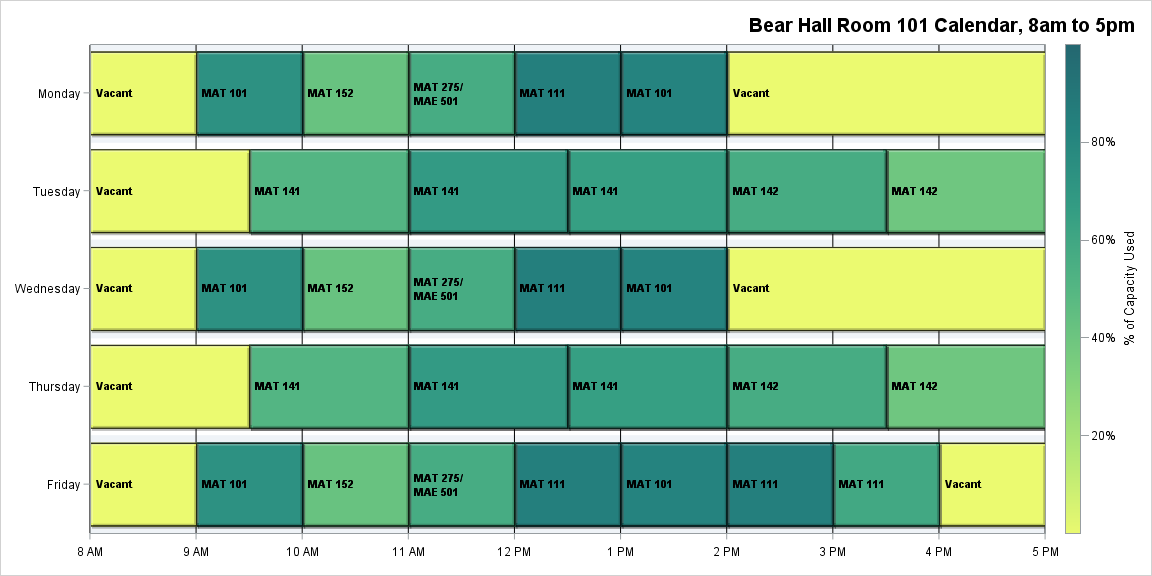 Bear Hall Room 101 Calendar, 8am to 5pm
Monday
Vacant
MAT 101
MAT 152
MAT 275/
MAE 501
MAT 111
MAT 101
Vacant
Tuesday
Vacant
MAT 141
MAT 141
MAT 141
MAT 142
MAT 142
Wednesday
Vacant
MAT 101
MAT 152
MAT 275/
MAE 501
MAT 111
MAT 101
Vacant
Thursday
Vacant
MAT 141
MAT 141
MAT 141
MAT 142
MAT 142
Friday
Vacant
MAT 101
MAT 152
MAT 275/
MAE 501
MAT 111
MAT 101
MAT 111
MAT 111
Vacant
8 AM
9 AM
10 AM
11 AM
12 PM
1 PM
2 PM
3 PM
4 PM
5 PM
80%
60%
40%
20%
% of Capacity Used